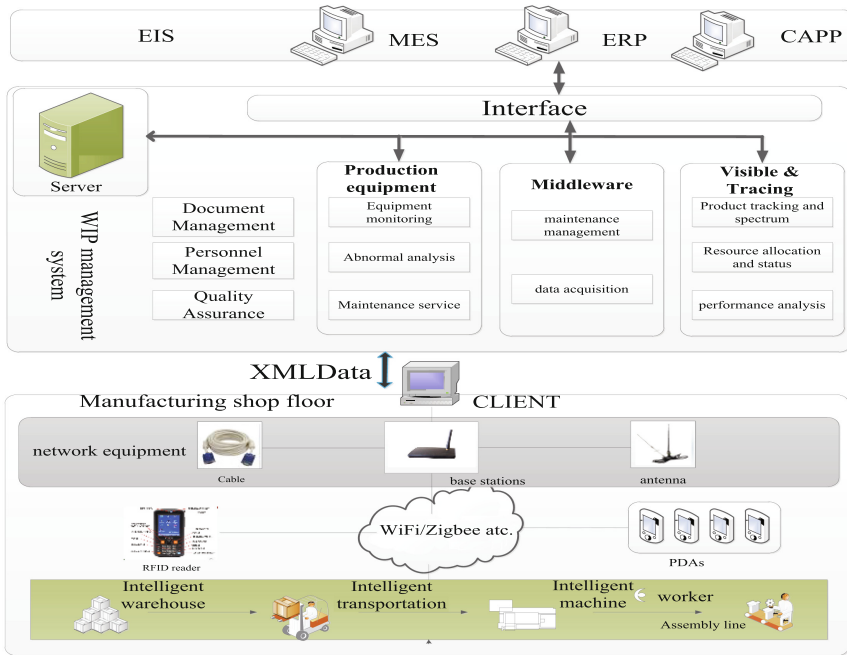 EIS
MES
ERP
CAPP
Interface
Server
WIP management
system
Document
Management
Personnel
Management
Quality
Assurance
Production
equipment
Equipment
monitoring
Abnormal analysis
Maintenance service
Middleware
maintenance
management
data acquisition
Visible &
Tracing
Product tracking and
spectrum
Resource allocation
and status
performance analysis
XMLData
Manufacturing shop floor
CLIENT
network equipment
Cable
base stations
antenna
RFID reader
WiFi/Zigbee atc.
PDAs
Intelligent
warehouse
Intelligent
transportation
Intelligent
machine
worker
Assembly line